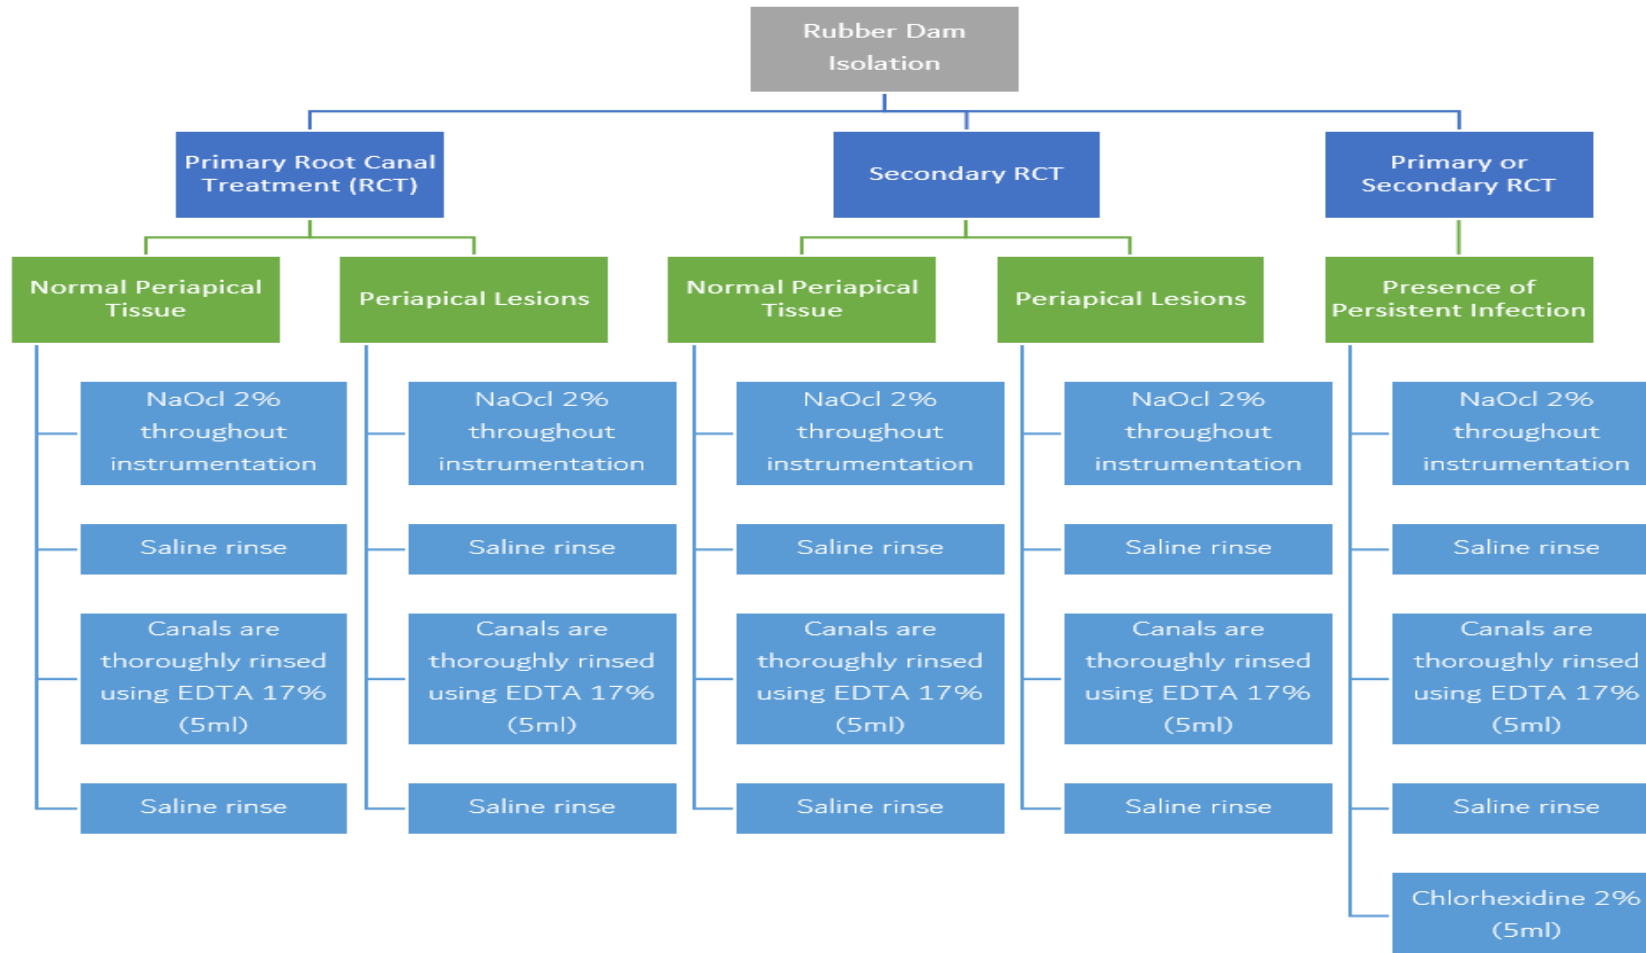 Rubber Dam
Isolation
Primary Root Canal
Treatment (RCT)
Secondary RCT
Primary or
Secondary RCT
Normal Periapical
Tissue
Periapical Lesions
Normal Periapical
Tissue
Periapical Lesions
Presence of
Persistent Infection
NaOcl 2%
throughout
instrumentation
NaOcl 2%
throughout
instrumentation
NaOcl 2%
throughout
instrumentation
NaOcl 2%
throughout
instrumentation
NaOcl 2%
throughout
instrumentation
Saline rinse
Saline rinse
Saline rinse
Saline rinse
Saline rinse
Canals are
thoroughly rinsed
using EDTA 17%
(5ml)
Canals are
thoroughly rinsed
using EDTA 17%
(5ml)
Canals are
thoroughly rinsed
using EDTA 17%
(5ml)
Canals are
thoroughly rinsed
using EDTA 17%
(5ml)
Canals are
thoroughly rinsed
using EDTA 17%
(5ml)
Saline rinse
Saline rinse
Saline rinse
Saline rinse
Saline rinse
Chlorhexidine 2%
(5ml)